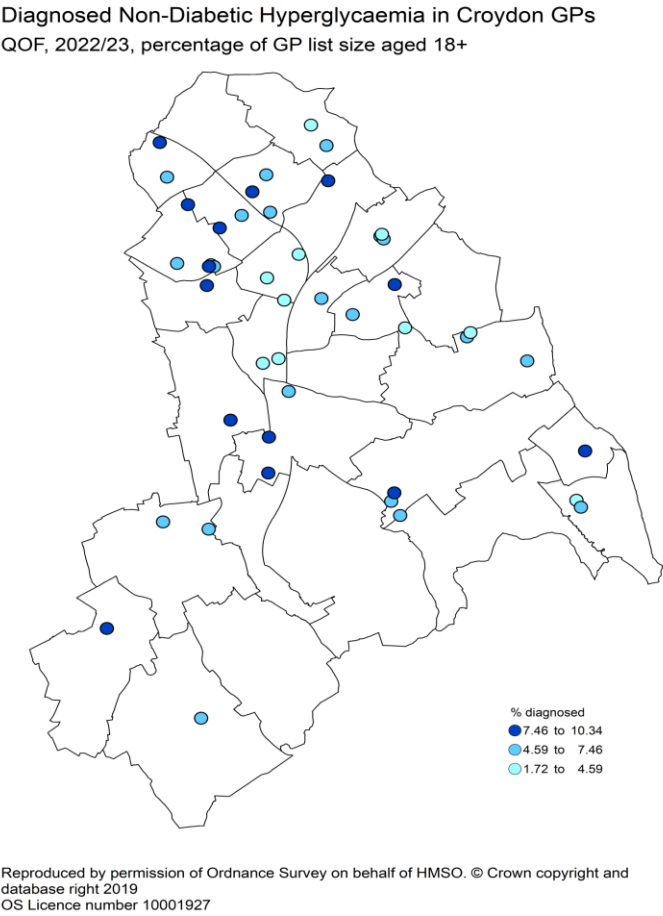 Diagnosed Non-Diabetic Hyperglycaemia in Croydon GPs
QOF, 2022/23, percentage of GP list size aged 18+
% diagnosed
7.46 to 10.34
4.59 to 7.46
1.72 to 4.59
Reproduced by permission of Ordnance Survey on behalf of HMSO. © Crown copyright and
database right 2019
OS Licence number 10001927